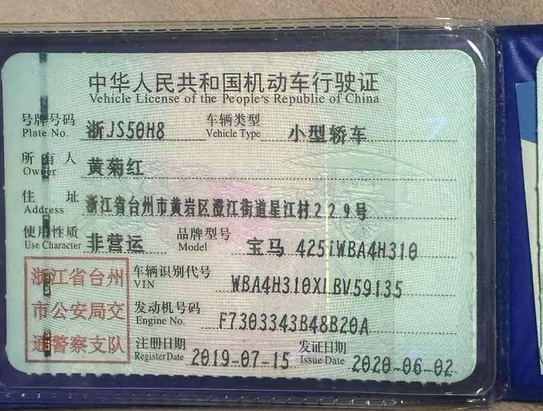 中华人民共和国机动车行驶证
Vehicle License of the People's Republic of China
号牌号码 浙JS50H8 车辆类型 小型轿车
Plate No. Vehicle Type
所有人 黄菊红
Owner
住址 浙江省台州市黄岩区澄江街道星江村229号
Address
使用性质 非营运 品牌型号 宝马 425iWBA4H310
Use Character Model
浙江省台州
市公安局交
通警察支队
车辆识别代号 WBA4H310XLBV59135
VIN
发动机号码 F7303343B48B20A
Engine No.
注册日期 2019-07-15 发证日期 2020-06-02
Register Date Issue Date